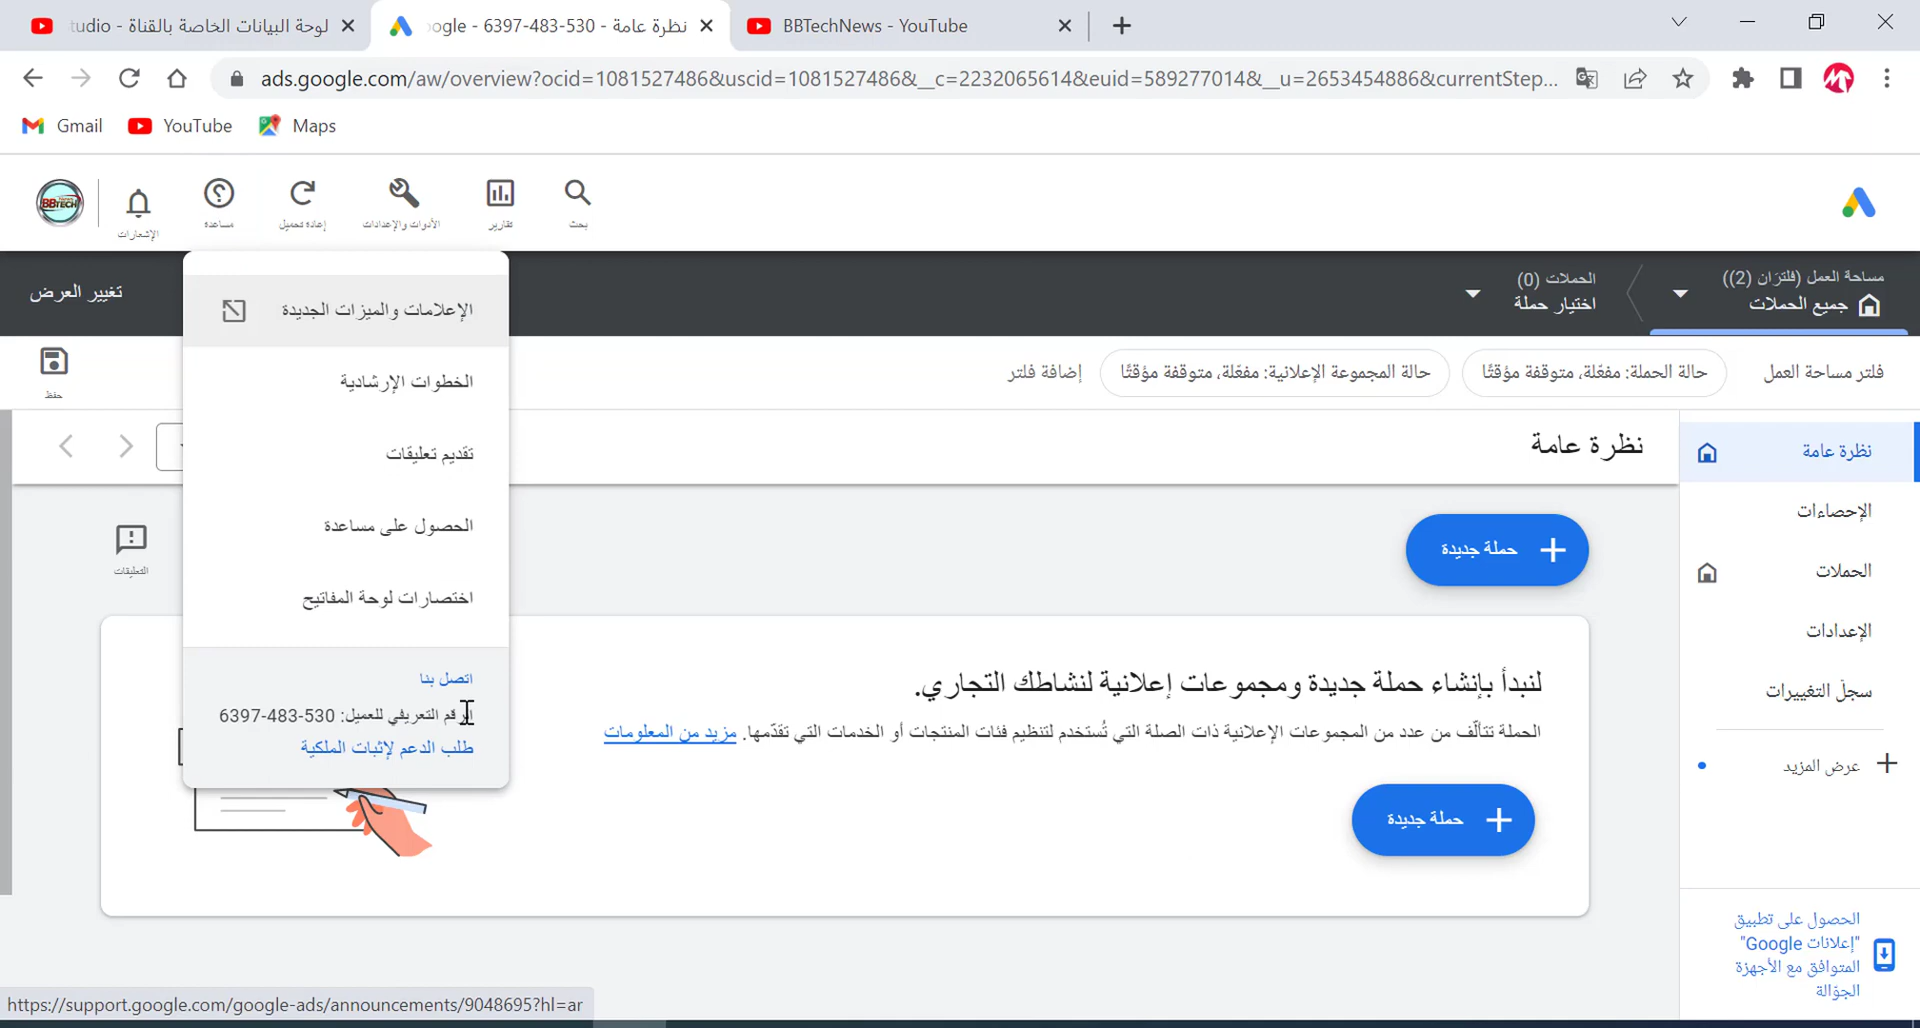 tudio - لوحة البيانات الخاصة بالقناة
oogle - 6397-483-530 - نظرة عامة
BBTechNews - YouTube
ads.google.com/aw/overview?ocid=1081527486&uscid=1081527486&__c=2232065614&euid=589277014&__u=2653454886&currentStep...
Gmail
YouTube
Maps
BBTECH
الإشعارات
مساعدة
إعادة تحميل
الأدوات والإعدادات
تقارير
بحث
مساحة العمل (فلتران (2))
جميع الحملات
الحملات (0)
اختيار حملة
تغيير العرض
فلتر مساحة العمل
حالة الحملة: مفعّلة، متوقفة مؤقتًا
حالة المجموعة الإعلانية: مفعّلة، متوقفة مؤقتًا
إضافة فلتر
حفظ
الإعلامات والميزات الجديدة
الخطوات الإرشادية
تقديم تعليقات
الحصول على مساعدة
اختصارات لوحة المفاتيح
اتصل بنا
الرقم التعريفي للعميل: 530-483-6397
طلب الدعم لإثبات الملكية
نظرة عامة
حملة جديدة
التعليقات
لنبدأ بإنشاء حملة جديدة ومجموعات إعلانية لنشاطك التجاري.
الحملة تتألّف من عدد من المجموعات الإعلانية ذات الصلة التي تُستخدم لتنظيم فئات المنتجات أو الخدمات التي تقدّمها. مزيد من المعلومات
حملة جديدة
نظرة عامة
الإحصاءات
الحملات
الإعدادات
سجلّ التغييرات
عرض المزيد
الحصول على تطبيق
"إعلانات Google"
المتوافق مع الأجهزة
الجوّالة
https://support.google.com/google-ads/announcements/9048695?hl=ar